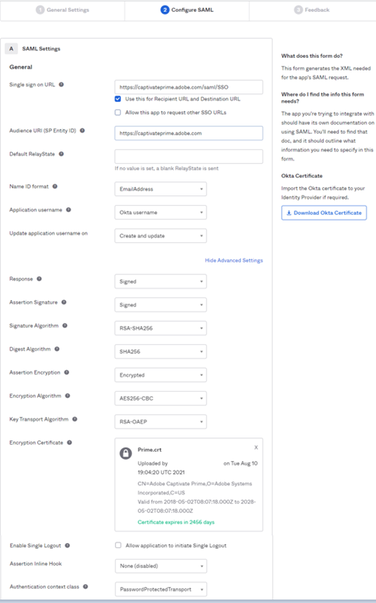 1 General Settings
2 Configure SAML
3 Feedback
A SAML Settings
General
Single sign on URL
https://captivateprime.adobe.com/saml/SSO
Use this for Recipient URL and Destination URL
Allow this app to request other SSO URLs
Audience URI (SP Entity ID)
https://captivateprime.adobe.com
Default RelayState
If no value is set, a blank RelayState is sent
Name ID format
EmailAddress
Application username
Okta username
Update application username on
Create and update
Hide Advanced Settings
Response
Signed
Assertion Signature
Signed
Signature Algorithm
RSA-SHA256
Digest Algorithm
SHA256
Assertion Encryption
Encrypted
Encryption Algorithm
AES256-CBC
Key Transport Algorithm
RSA-OAEP
Encryption Certificate
Prime.crt
X
Uploaded by on Tue Aug 10
19:04:20 UTC 2021
CN=Adobe Captivate Prime,O=Adobe Systems
Incorporated,C=US
Valid from 2018-05-02T08:07:18.000Z to 2028-
05-02T08:07:18.000Z
Certificate expires in 2456 days
Enable Single Logout
Allow application to initiate Single Logout
Assertion Inline Hook
None (disabled)
Authentication context class
PasswordProtectedTransport
What does this form do?
This form generates the XML needed
for the app's SAML request.
Where do I find the info this form
needs?
The app you're trying to integrate with
should have its own documentation on
using SAML. You'll need to find that
doc, and it should outline what
information you need to specify in this
form.
Okta Certificate
Import the Okta certificate to your
Identity Provider if required.
Download Okta Certificate